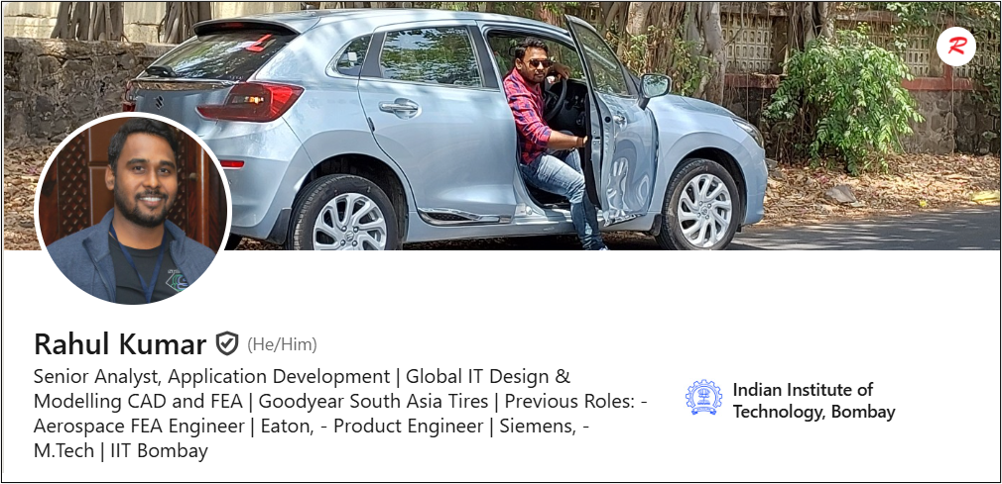 R
Rahul Kumar (He/Him)
Senior Analyst, Application Development | Global IT Design &
Modelling CAD and FEA | Goodyear South Asia Tires | Previous Roles: -
Aerospace FEA Engineer | Eaton, - Product Engineer | Siemens, -
M.Tech | IIT Bombay
Indian Institute of
Technology, Bombay